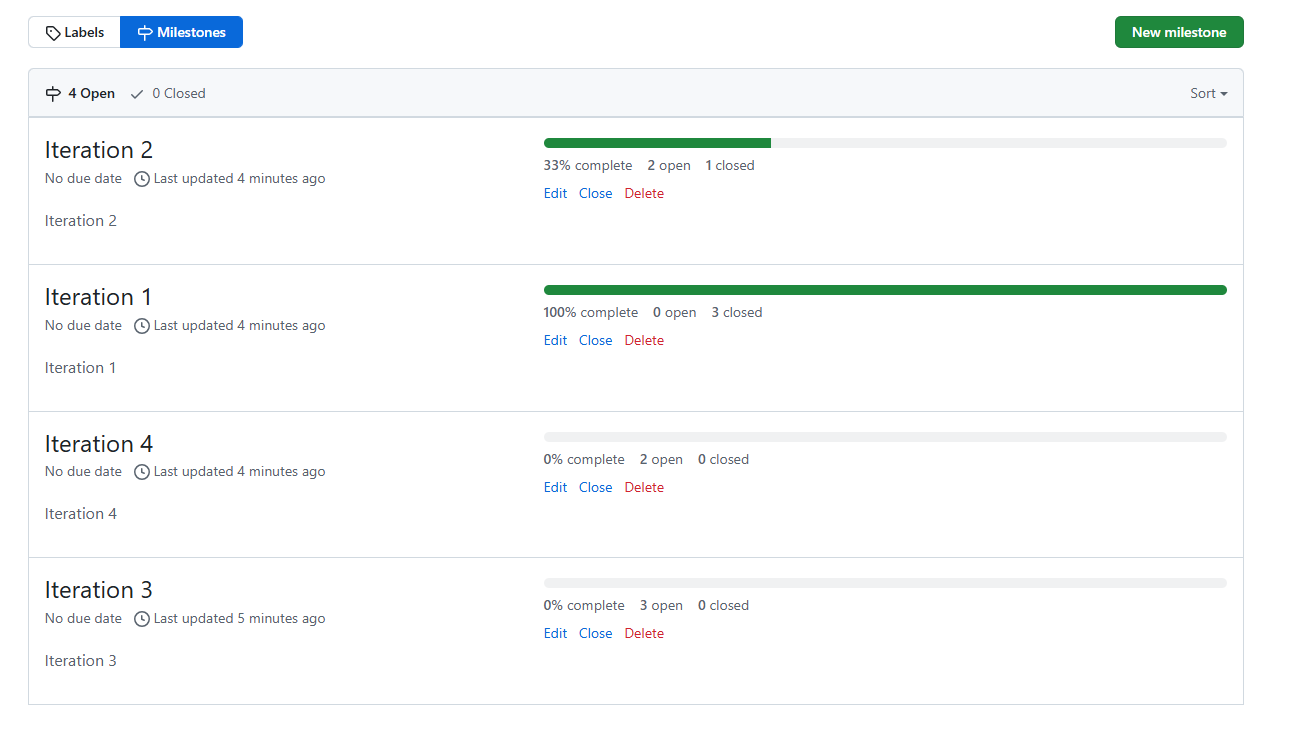 Labels Milestones New milestone
4 Open 0 Closed Sort
Iteration 2
No due date Last updated 4 minutes ago
Iteration 2
33% complete 2 open 1 closed
Edit Close Delete
Iteration 1
No due date Last updated 4 minutes ago
Iteration 1
100% complete 0 open 3 closed
Edit Close Delete
Iteration 4
No due date Last updated 4 minutes ago
Iteration 4
0% complete 2 open 0 closed
Edit Close Delete
Iteration 3
No due date Last updated 5 minutes ago
Iteration 3
0% complete 3 open 0 closed
Edit Close Delete